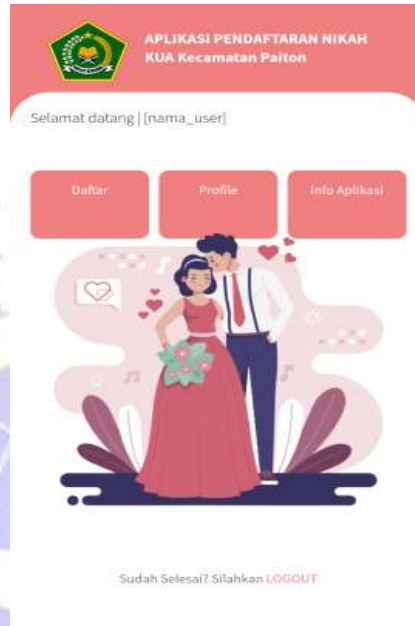 APLIKASI PENDAFTARAN NIKAH
KUA Kecamatan Paiton
Selamat datang | [nama_user]
Daftar
Profile
Info Aplikasi
Sudah Selesai? Silahkan LOGOUT